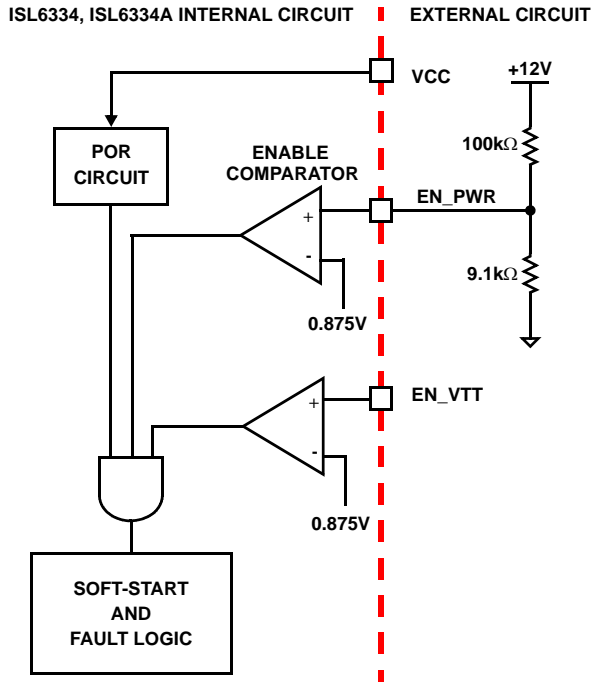 ISL6334, ISL6334A INTERNAL CIRCUIT
EXTERNAL CIRCUIT
VCC
+12V
POR
CIRCUIT
ENABLE
COMPARATOR
100kΩ
EN_PWR
+
-
0.875V
9.1kΩ
EN_VTT
+
-
0.875V
SOFT-START
AND
FAULT LOGIC